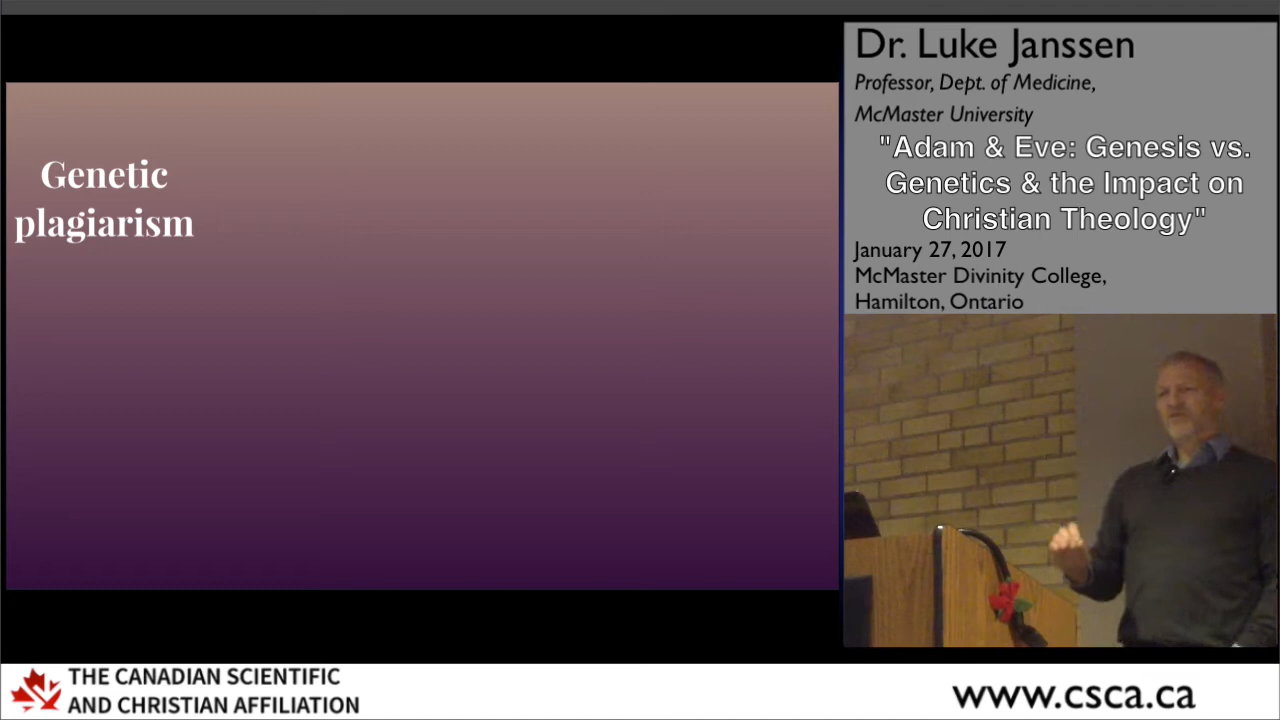 Genetic
plagiarism
Dr. Luke Janssen
Professor, Dept. of Medicine,
McMaster University
"Adam & Eve: Genesis vs.
Genetics & the Impact on
Christian Theology"
January 27, 2017
McMaster Divinity College,
Hamilton, Ontario
THE CANADIAN SCIENTIFIC
AND CHRISTIAN AFFILIATION
www.csca.ca